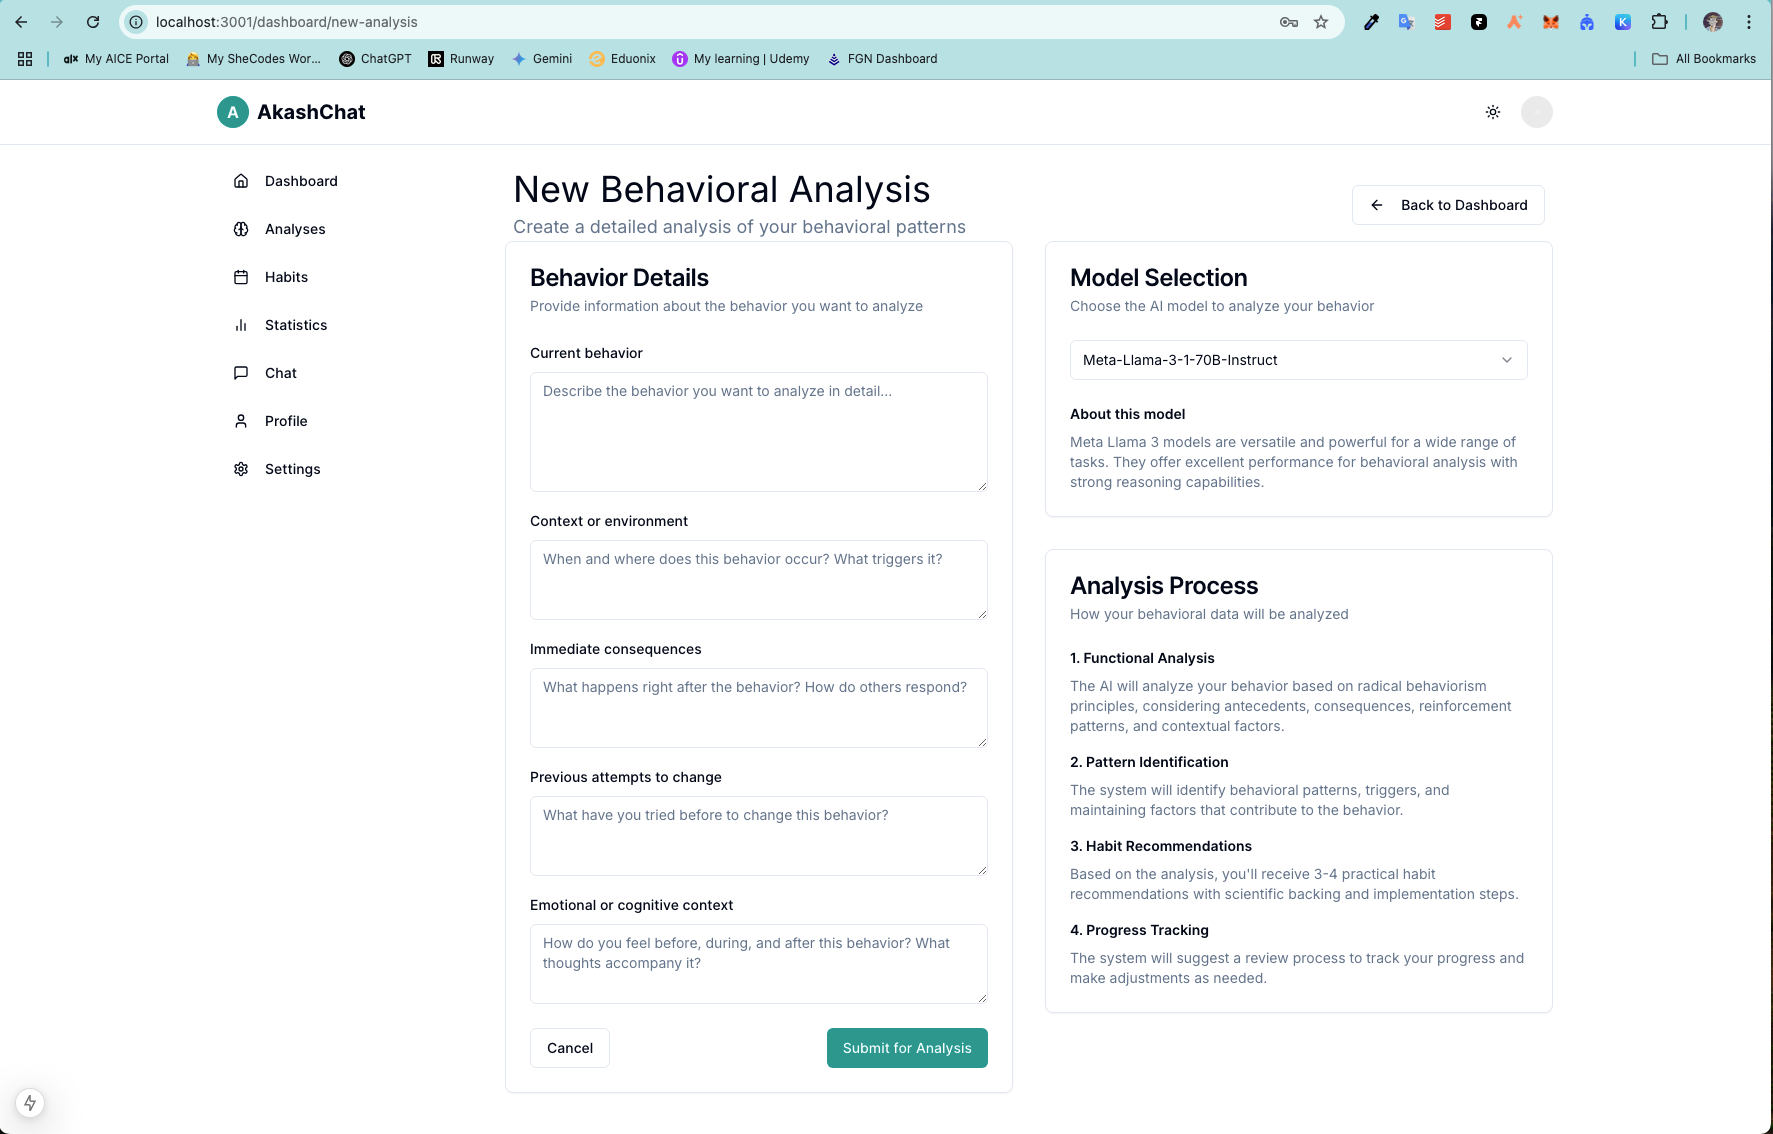 localhost:3001/dashboard/new-analysis
My AICE Portal
My SheCodes Wor...
ChatGPT
Runway
Gemini
Eduonix
My learning | Udemy
FGN Dashboard
All Bookmarks
A
AkashChat
Dashboard
Analyses
Habits
Statistics
Chat
Profile
Settings
New Behavioral Analysis
Create a detailed analysis of your behavioral patterns
Back to Dashboard
Behavior Details
Provide information about the behavior you want to analyze
Current behavior
Describe the behavior you want to analyze in detail...
Context or environment
When and where does this behavior occur? What triggers it?
Immediate consequences
What happens right after the behavior? How do others respond?
Previous attempts to change
What have you tried before to change this behavior?
Emotional or cognitive context
How do you feel before, during, and after this behavior? What
thoughts accompany it?
Cancel
Submit for Analysis
Model Selection
Choose the AI model to analyze your behavior
Meta-Llama-3-1-70B-Instruct
About this model
Meta Llama 3 models are versatile and powerful for a wide range of
tasks. They offer excellent performance for behavioral analysis with
strong reasoning capabilities.
Analysis Process
How your behavioral data will be analyzed
1. Functional Analysis
The AI will analyze your behavior based on radical behaviorism
principles, considering antecedents, consequences, reinforcement
patterns, and contextual factors.
2. Pattern Identification
The system will identify behavioral patterns, triggers, and
maintaining factors that contribute to the behavior.
3. Habit Recommendations
Based on the analysis, you'll receive 3-4 practical habit
recommendations with scientific backing and implementation steps.
4. Progress Tracking
The system will suggest a review process to track your progress and
make adjustments as needed.